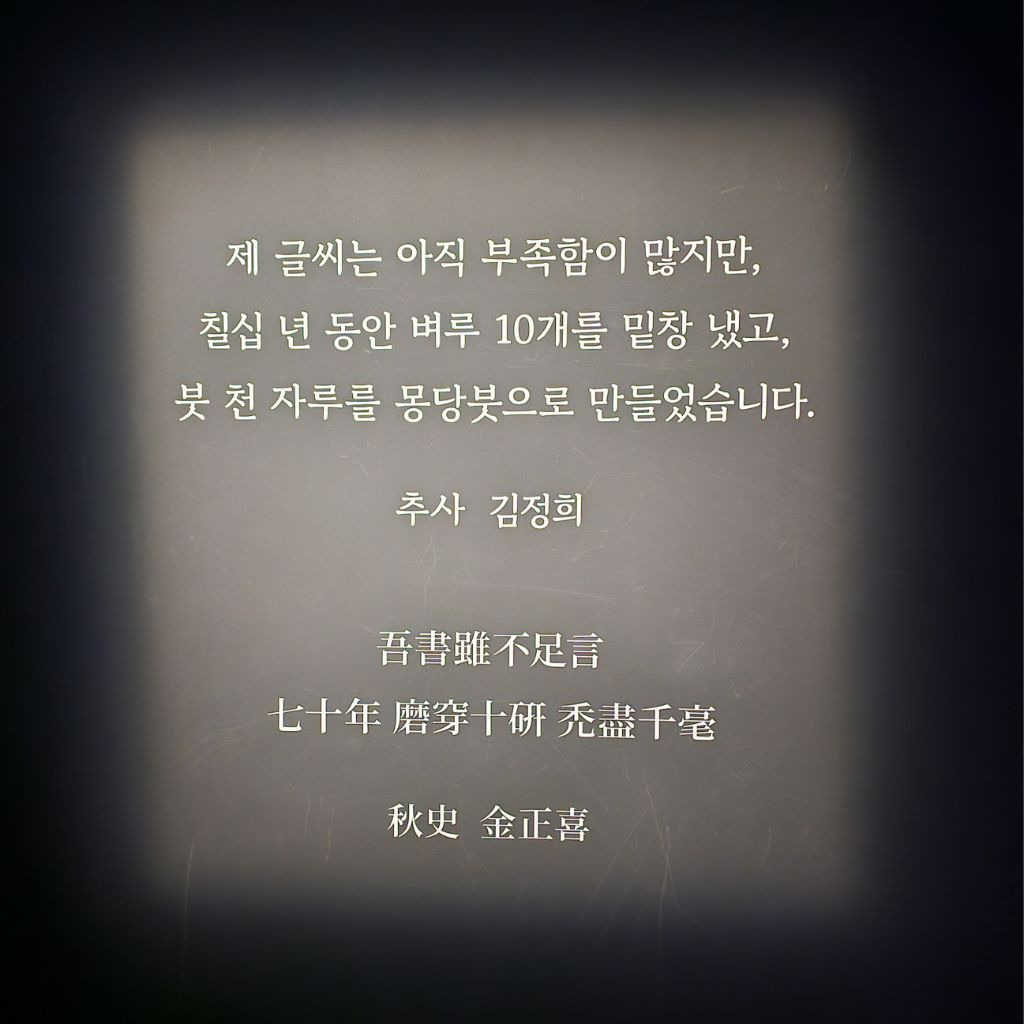 제 글씨는 아직 부족함이 많지만,
칠십 년 동안 벼루 10개를 밑창 냈고,
붓 천 자루를 몽당붓으로 만들었습니다.
추사 김정희
吾書雖不足言
七十年 磨穿十硏 禿盡千毫
秋史 金正喜